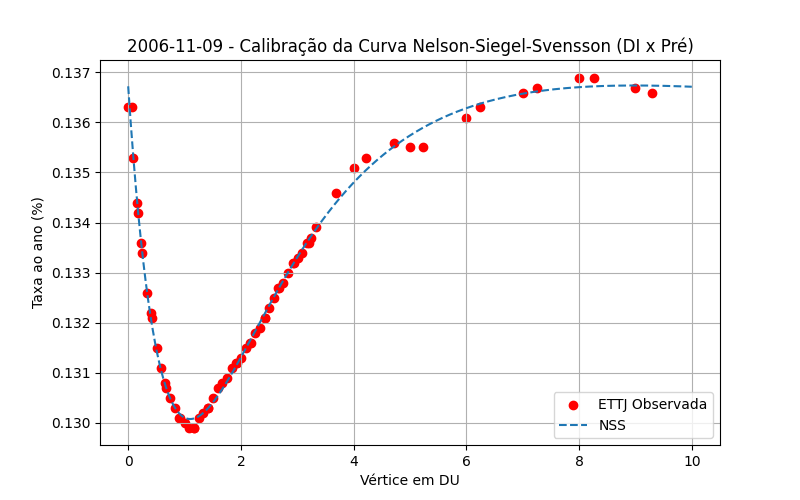 2006-11-09 - Calibração da Curva Nelson-Siegel-Svensson (DI x Pré)
Taxa ao ano (%)
0.137
0.136
0.135
0.134
0.133
0.132
0.131
0.130
ETTJ Observada
NSS
0 2 4 6 8 10
Vértice em DU